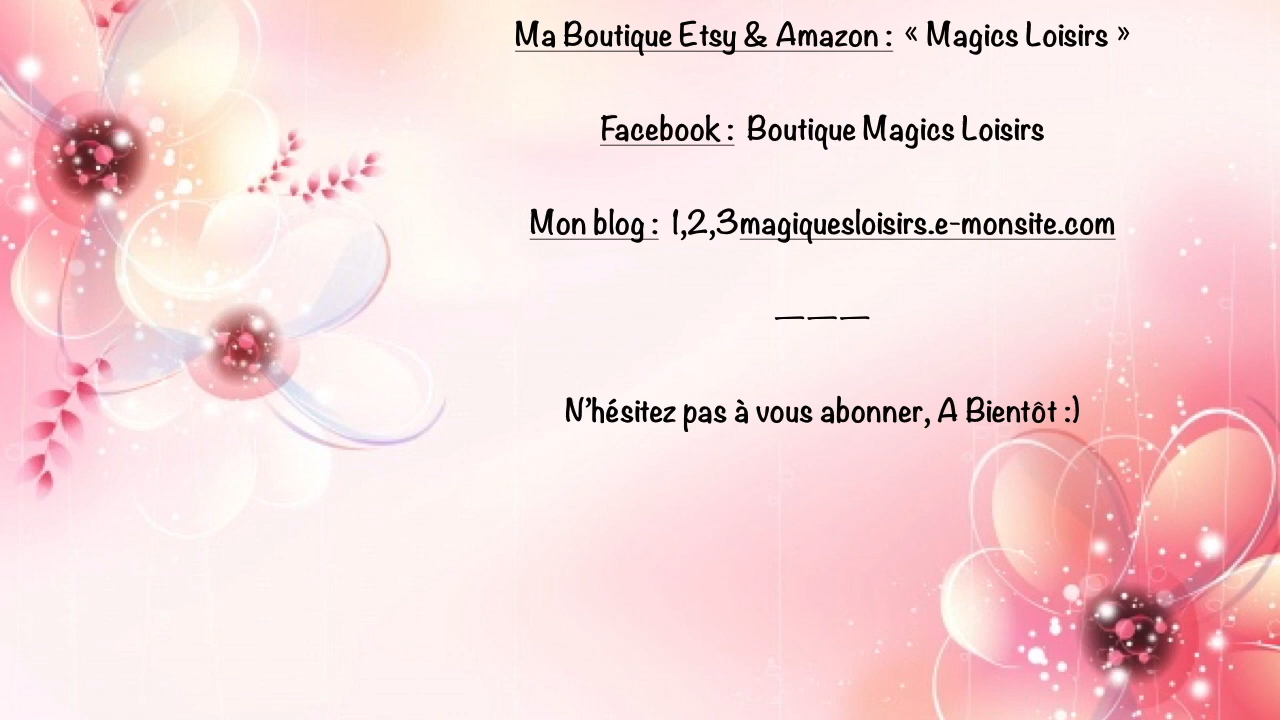 Ma Boutique Etsy & Amazon : « Magics Loisirs »
Facebook : Boutique Magics Loisirs
Mon blog : 1,2,3magiquesloisirs.e-monsite.com
———
N’hésitez pas à vous abonner, A Bientôt :)